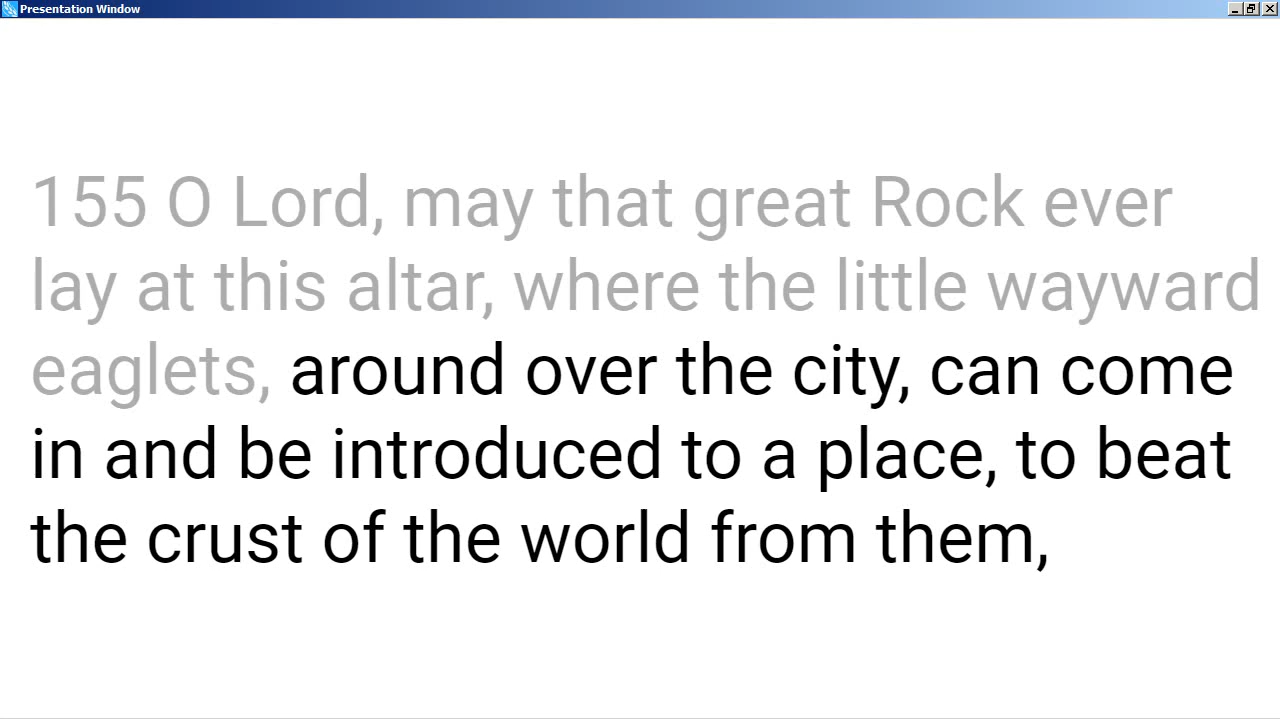 Presentation Window
155 O Lord, may that great Rock ever
lay at this altar, where the little wayward
eaglets, around over the city, can come
in and be introduced to a place, to beat
the crust of the world from them,